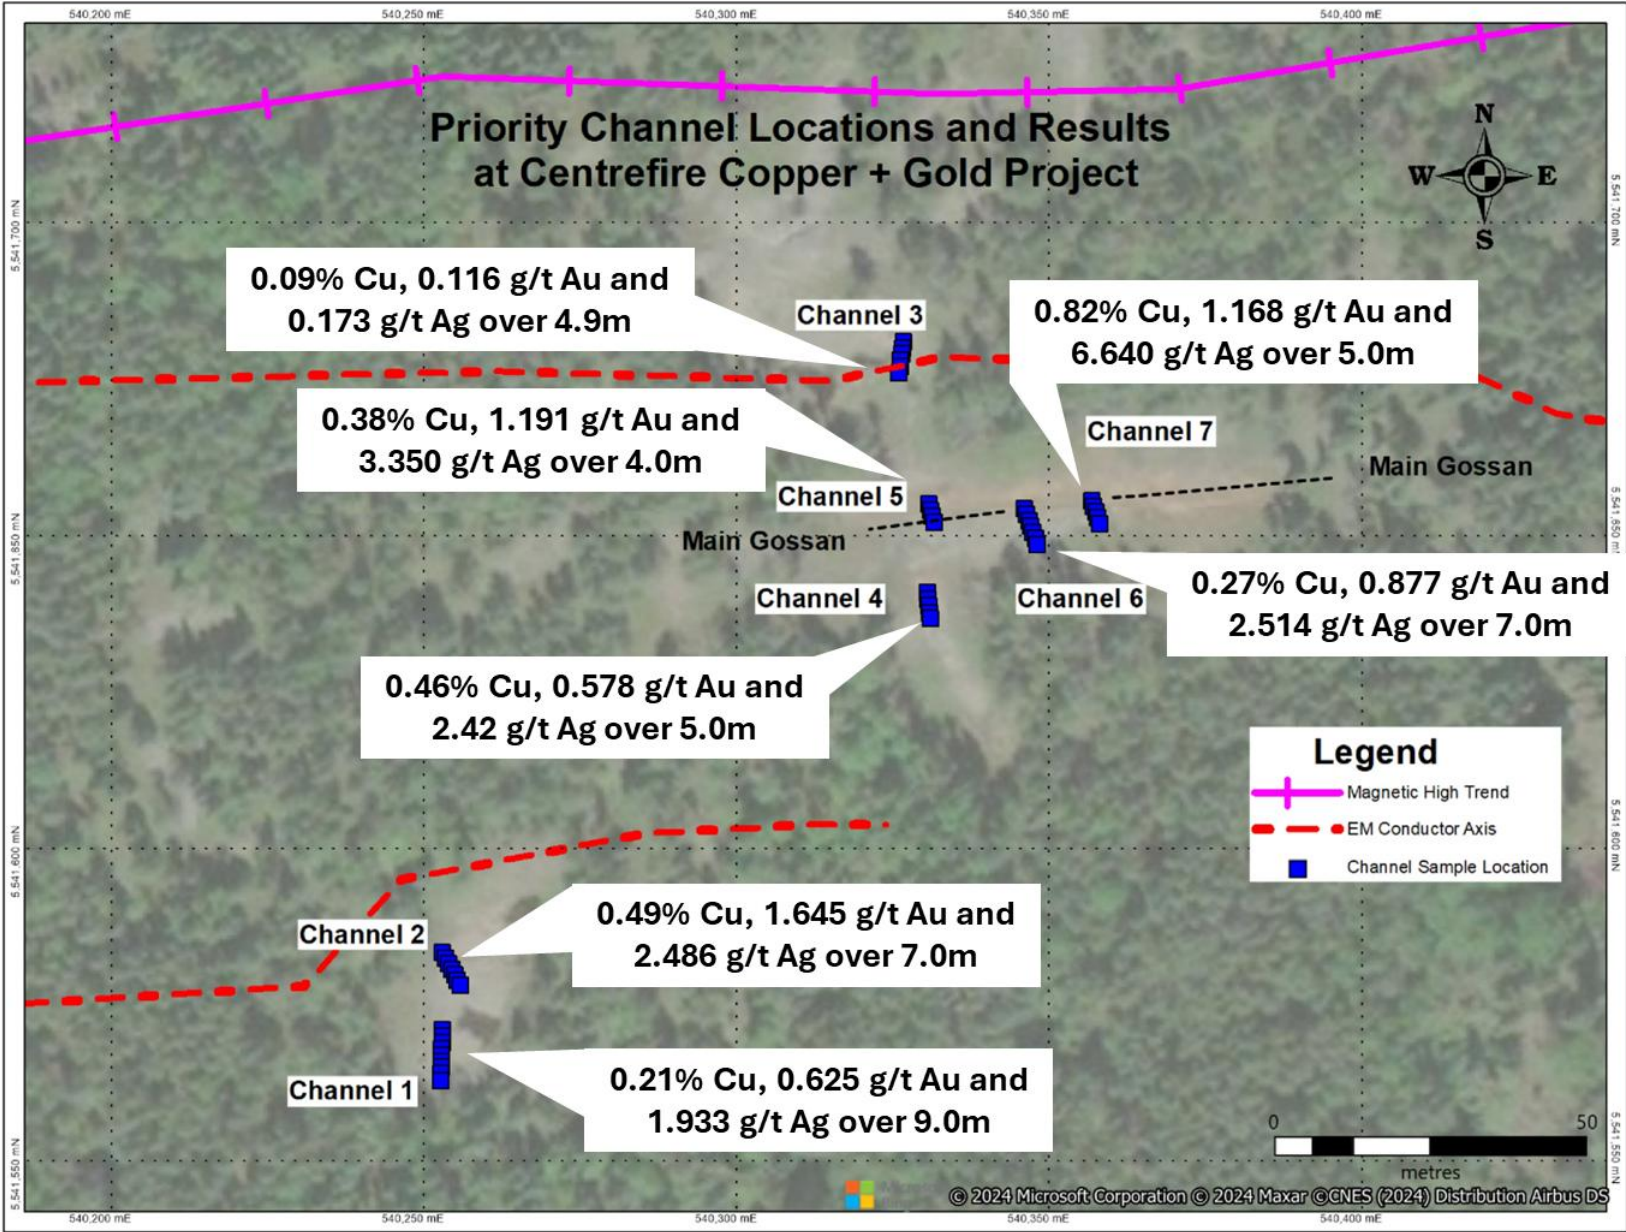 540,200 mE
540,250 mE
540,300 mE
540,350 mE
540,400 mE
Priority Channel Locations and Results
at Centrefire Copper + Gold Project
N
W
E
S
5,541,700 mN
5,541,700 mN
0.09% Cu, 0.116 g/t Au and
0.173 g/t Ag over 4.9m
Channel 3
0.82% Cu, 1.168 g/t Au and
6.640 g/t Ag over 5.0m
0.38% Cu, 1.191 g/t Au and
3.350 g/t Ag over 4.0m
Channel 7
Main Gossan
Channel 5
Main Gossan
5,541,650 mN
5,541,650 mN
Channel 4
Channel 6
0.27% Cu, 0.877 g/t Au and
2.514 g/t Ag over 7.0m
0.46% Cu, 0.578 g/t Au and
2.42 g/t Ag over 5.0m
Legend
Magnetic High Trend
EM Conductor Axis
Channel Sample Location
5,541,600 mN
5,541,600 mN
Channel 2
0.49% Cu, 1.645 g/t Au and
2.486 g/t Ag over 7.0m
Channel 1
0.21% Cu, 0.625 g/t Au and
1.933 g/t Ag over 9.0m
0
50
metres
5,541,550 mN
5,541,550 mN
© 2024 Microsoft Corporation © 2024 Maxar ©CNES (2024) Distribution Airbus DS
540,200 mE
540,250 mE
540,300 mE
540,350 mE
540,400 mE